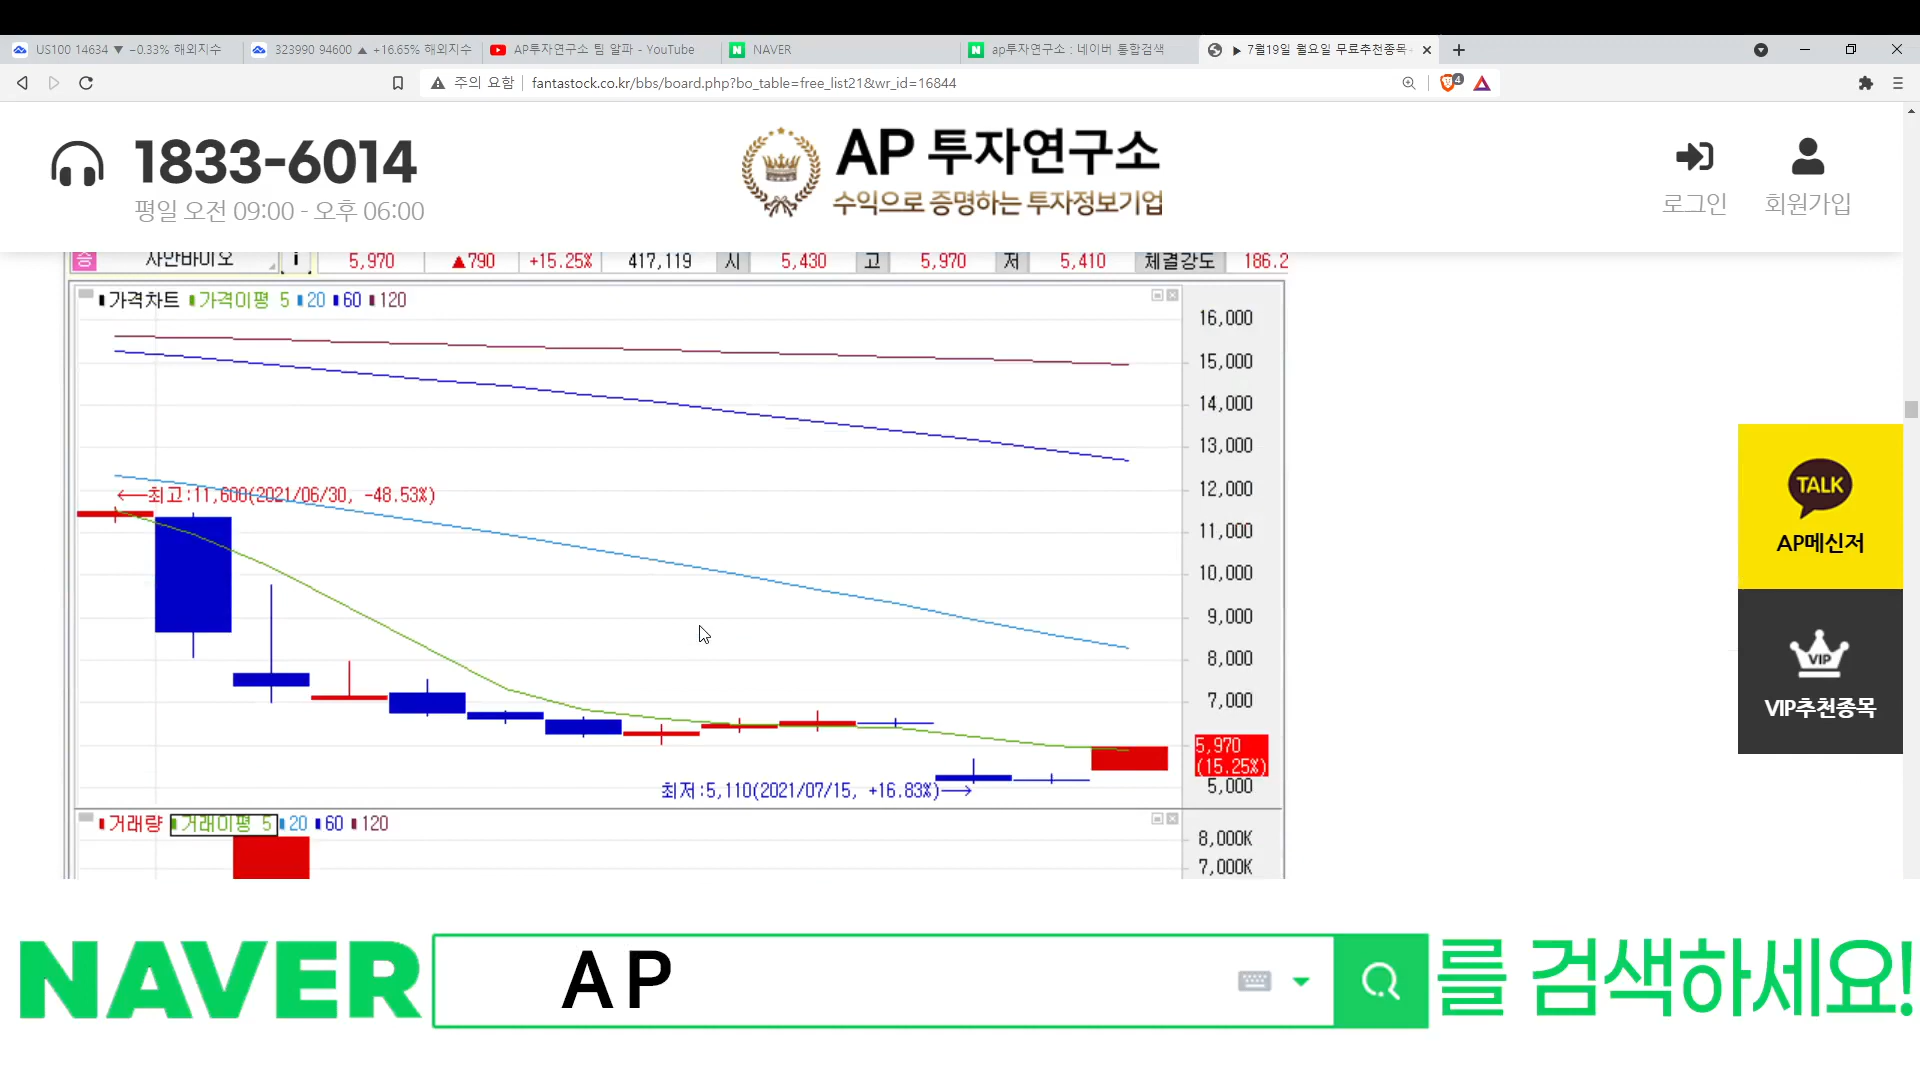 US100 14634 ▼ −0.33% 해외지수
323990 94600 ▲ +16.65% 해외지수
AP투자연구소 팀 알파 - YouTube
NAVER
ap투자연구소 : 네이버 통합검색
▶ 7월19일 월요일 무료추천종목
주의 요함
fantastock.co.kr/bbs/board.php?bo_table=free_list21&wr_id=16844
4
1833-6014
평일 오전 09:00 - 오후 06:00
AP 투자연구소
수익으로 증명하는 투자정보기업
로그인
회원가입
증 i 5,970 ▲790 +15.25% 417,119 시 5,430 고 5,970 저 5,410 체결강도 186.2
가격차트 가격이평 5 20 60 120
16,000
15,000
14,000
13,000
12,000
11,000
10,000
9,000
8,000
7,000
5,970
(15.25%)
5,000
최고:11,600(2021/06/30, -48.53%)
최저:5,110(2021/07/15, +16.83%)
거래량 거래이평 5 20 60 120
8,000K
7,000K
TALK
AP메신저
VIP
VIP추천종목
NAVER AP 를 검색하세요!